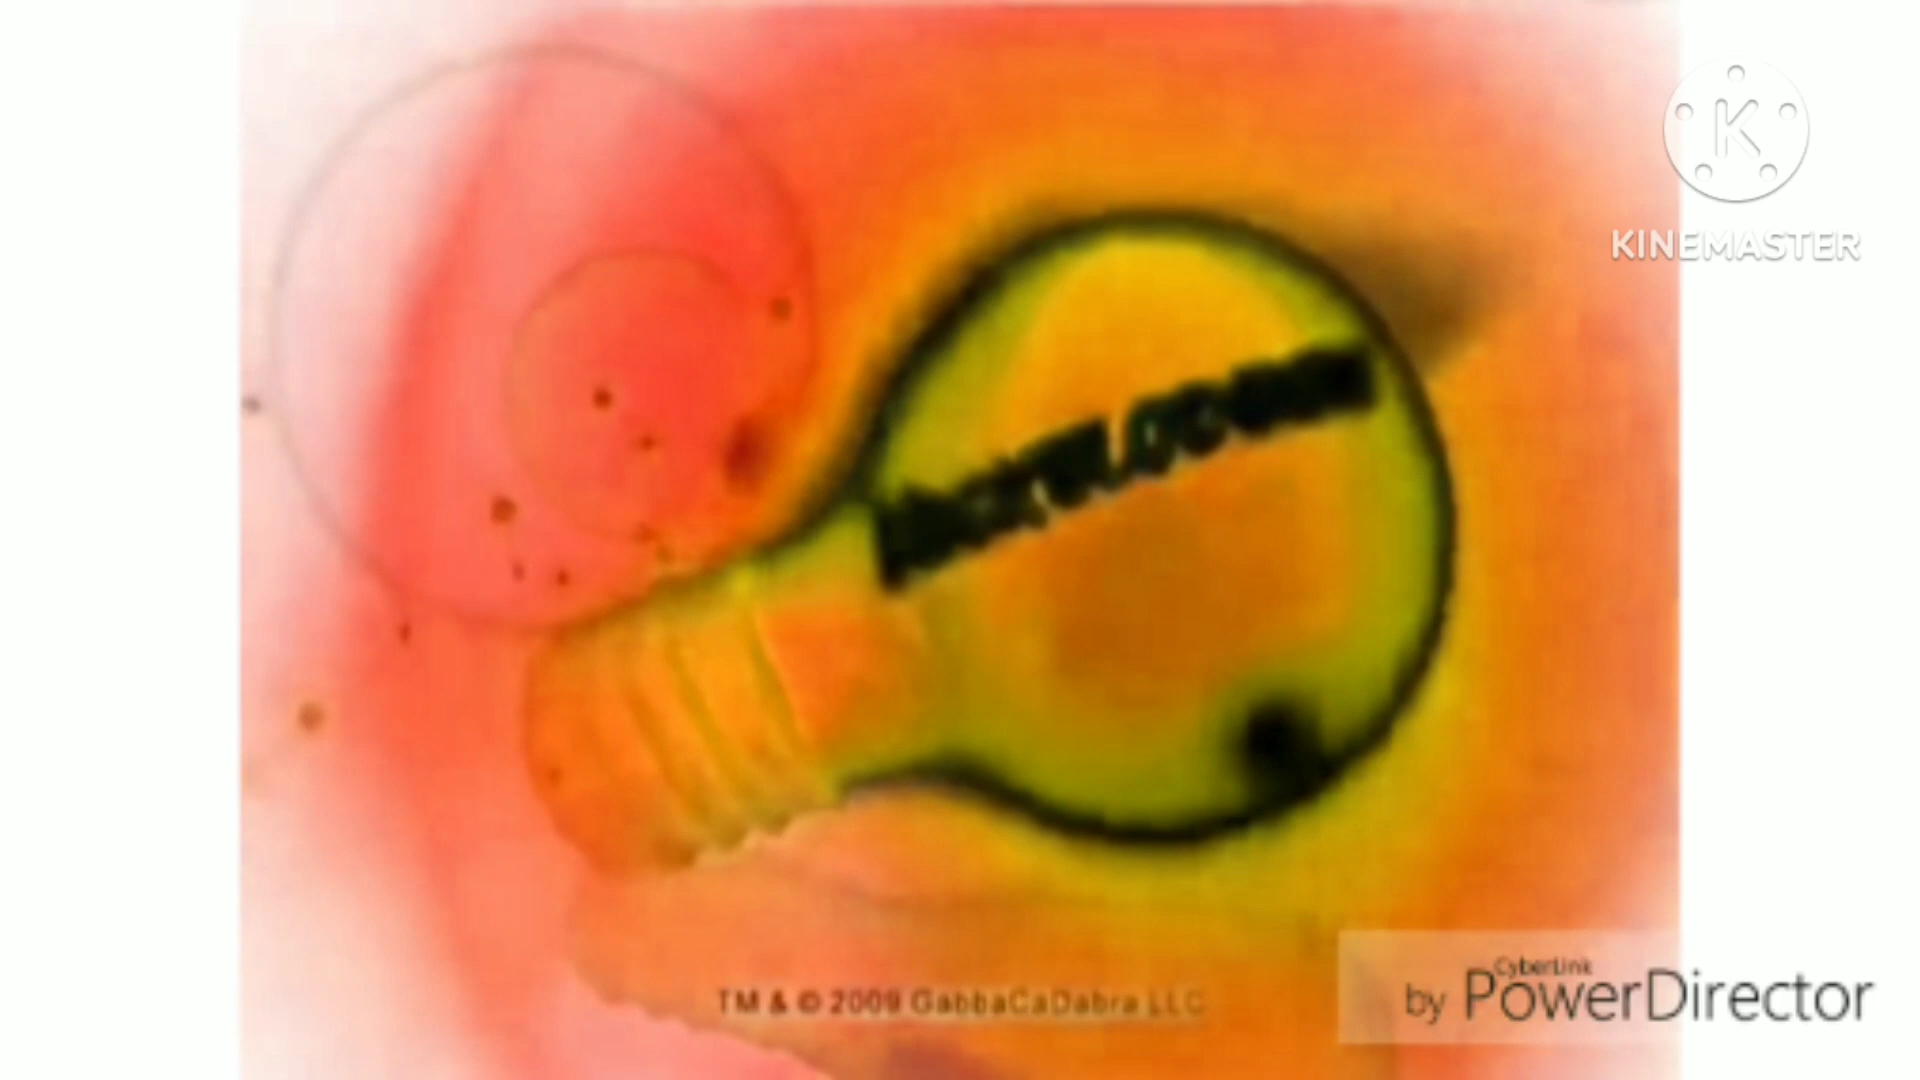 K
KINEMASTER
TM & © 2009 GabbaCaDabra LLC
CyberLink
by PowerDirector